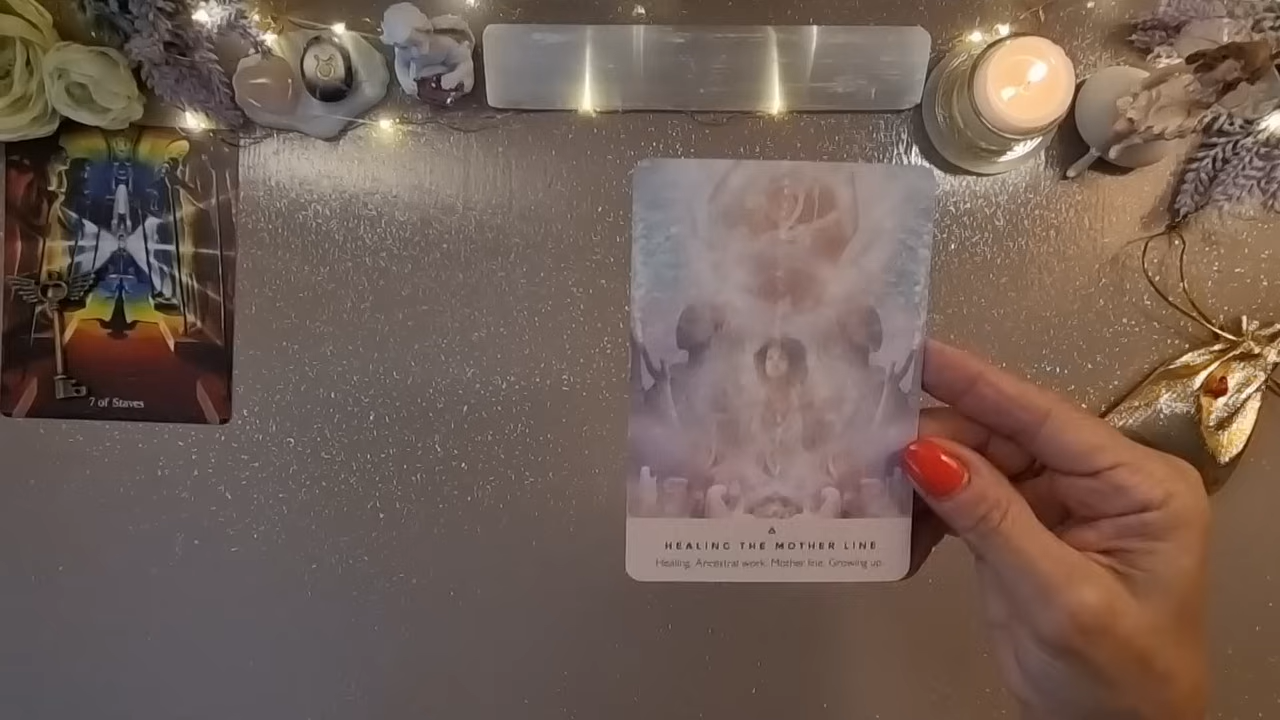 7 of Staves
HEALING THE MOTHER LINE
Healing. Ancestral work. Mother line. Growing up.